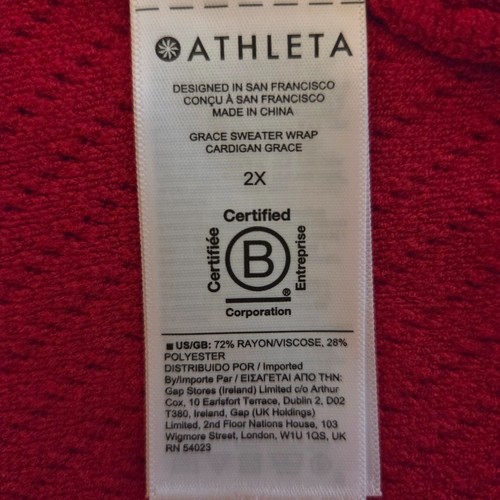 ATHLETA
DESIGNED IN SAN FRANCISCO
CONÇU À SAN FRANCISCO
MADE IN CHINA
GRACE SWEATER WRAP
CARDIGAN GRACE
2X
Certified
Certifiée
B
Entreprise
®
Corporation
■ US/GB: 72% RAYON/VISCOSE, 28%
POLYESTER
DISTRIBUIDO POR / Imported
By/Importe Par / ΕΙΣΑΓΕΤΑΙ ΑΠΟ ΤΗΝ:
Gap Stores (Ireland) Limited c/o Arthur
Cox, 10 Earlsfort Terrace, Dublin 2, D02
T380, Ireland, Gap (UK Holdings)
Limited, 2nd Floor Nations House, 103
Wigmore Street, London, W1U 1QS, UK
RN 54023